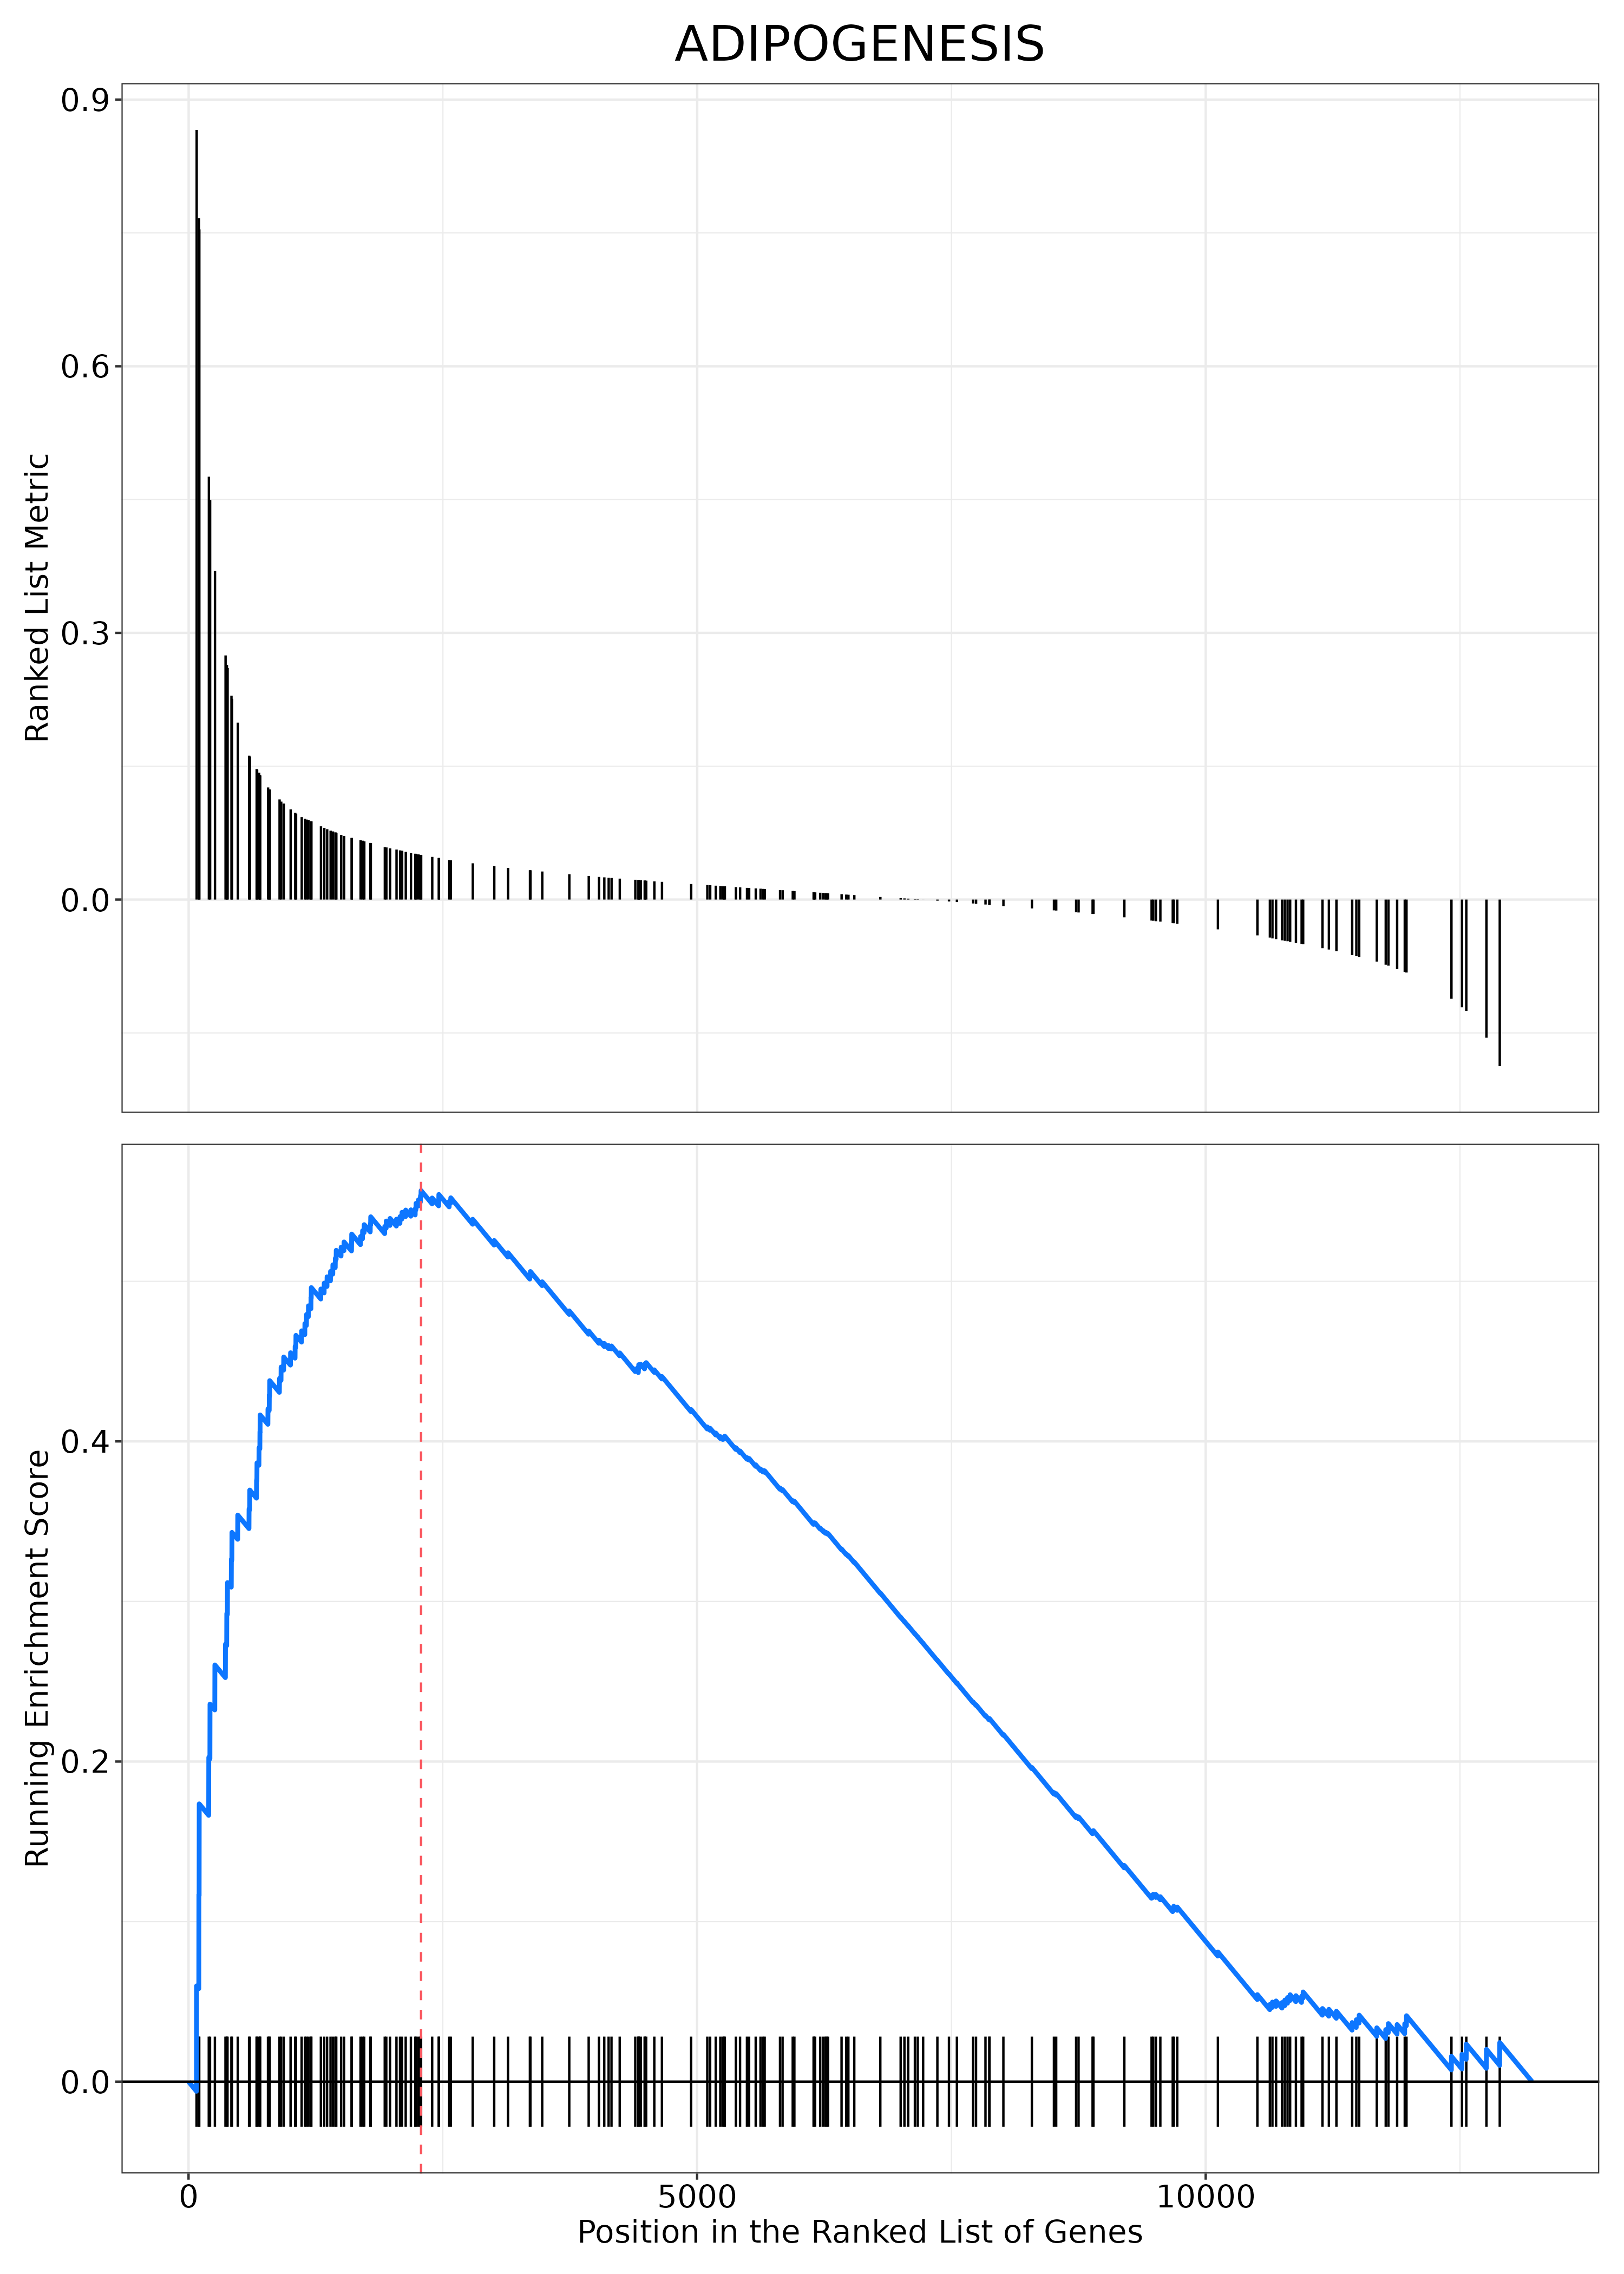 ADIPOGENESIS
Ranked List Metric
0.9
0.6
0.3
0.0
Running Enrichment Score
0.4
0.2
0.0
0 5000 10000
Position in the Ranked List of Genes